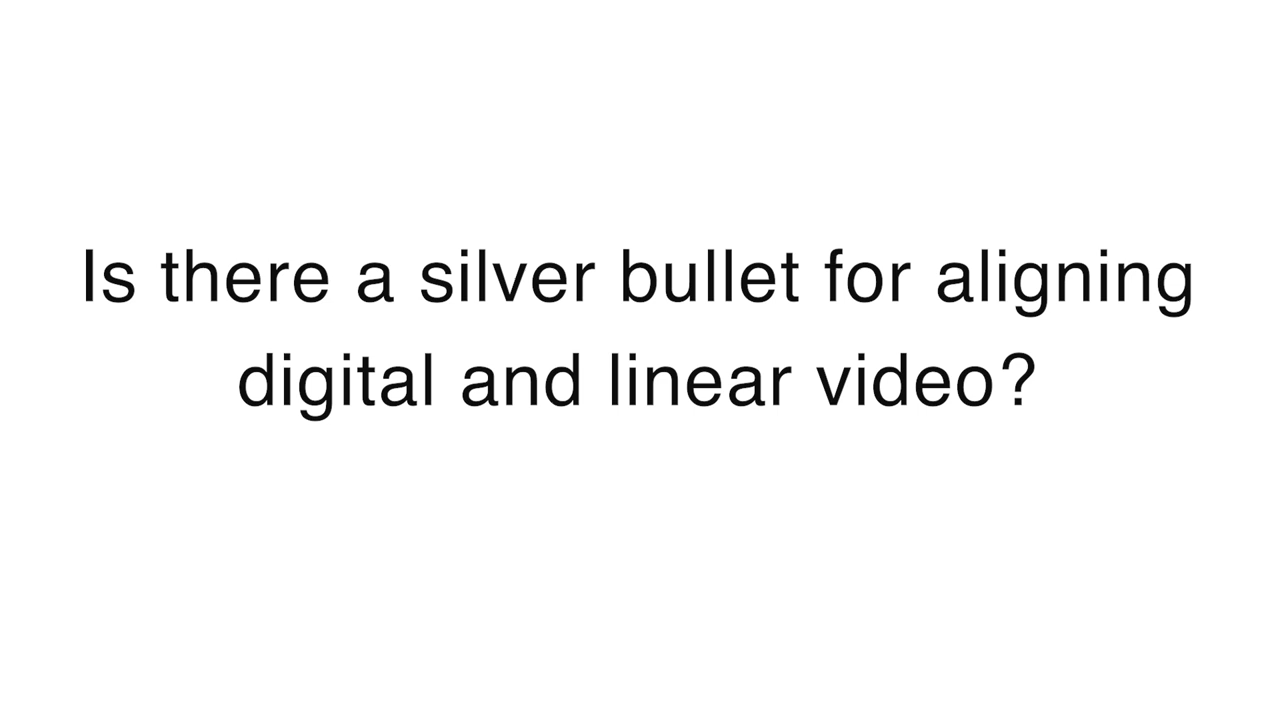 Is there a silver bullet for aligning
digital and linear video?